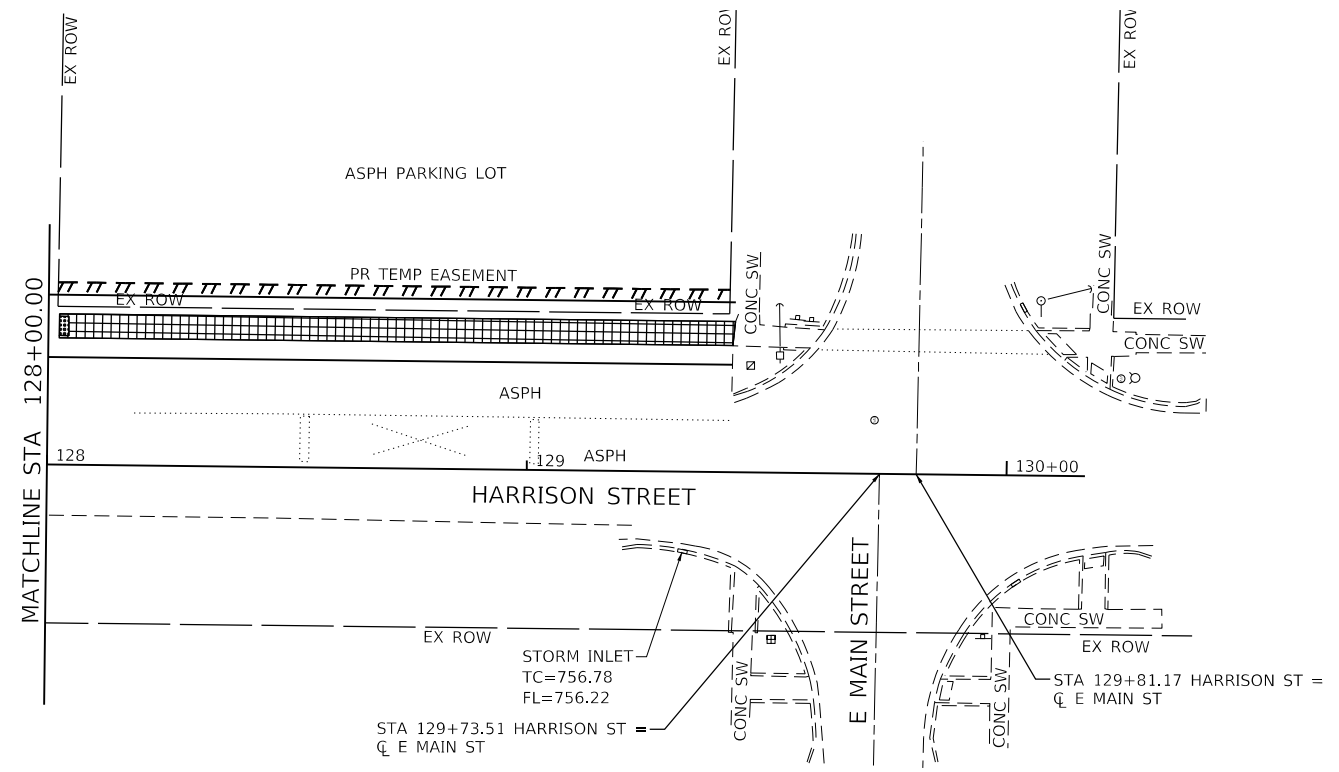 EX ROW
EX ROW
EX ROW
ASPH PARKING LOT
PR TEMP EASEMENT
EX ROW
EX ROW
CONC SW
CONC SW
EX ROW
CONC SW
MATCHLINE STA 128+00.00
ASPH
128
129
ASPH
130+00
HARRISON STREET
E MAIN STREET
EX ROW
CONC SW
EX ROW
STORM INLET
TC=756.78
FL=756.22
CONC SW
CONC SW
STA 129+81.17 HARRISON ST =
℄ E MAIN ST
STA 129+73.51 HARRISON ST =
℄ E MAIN ST